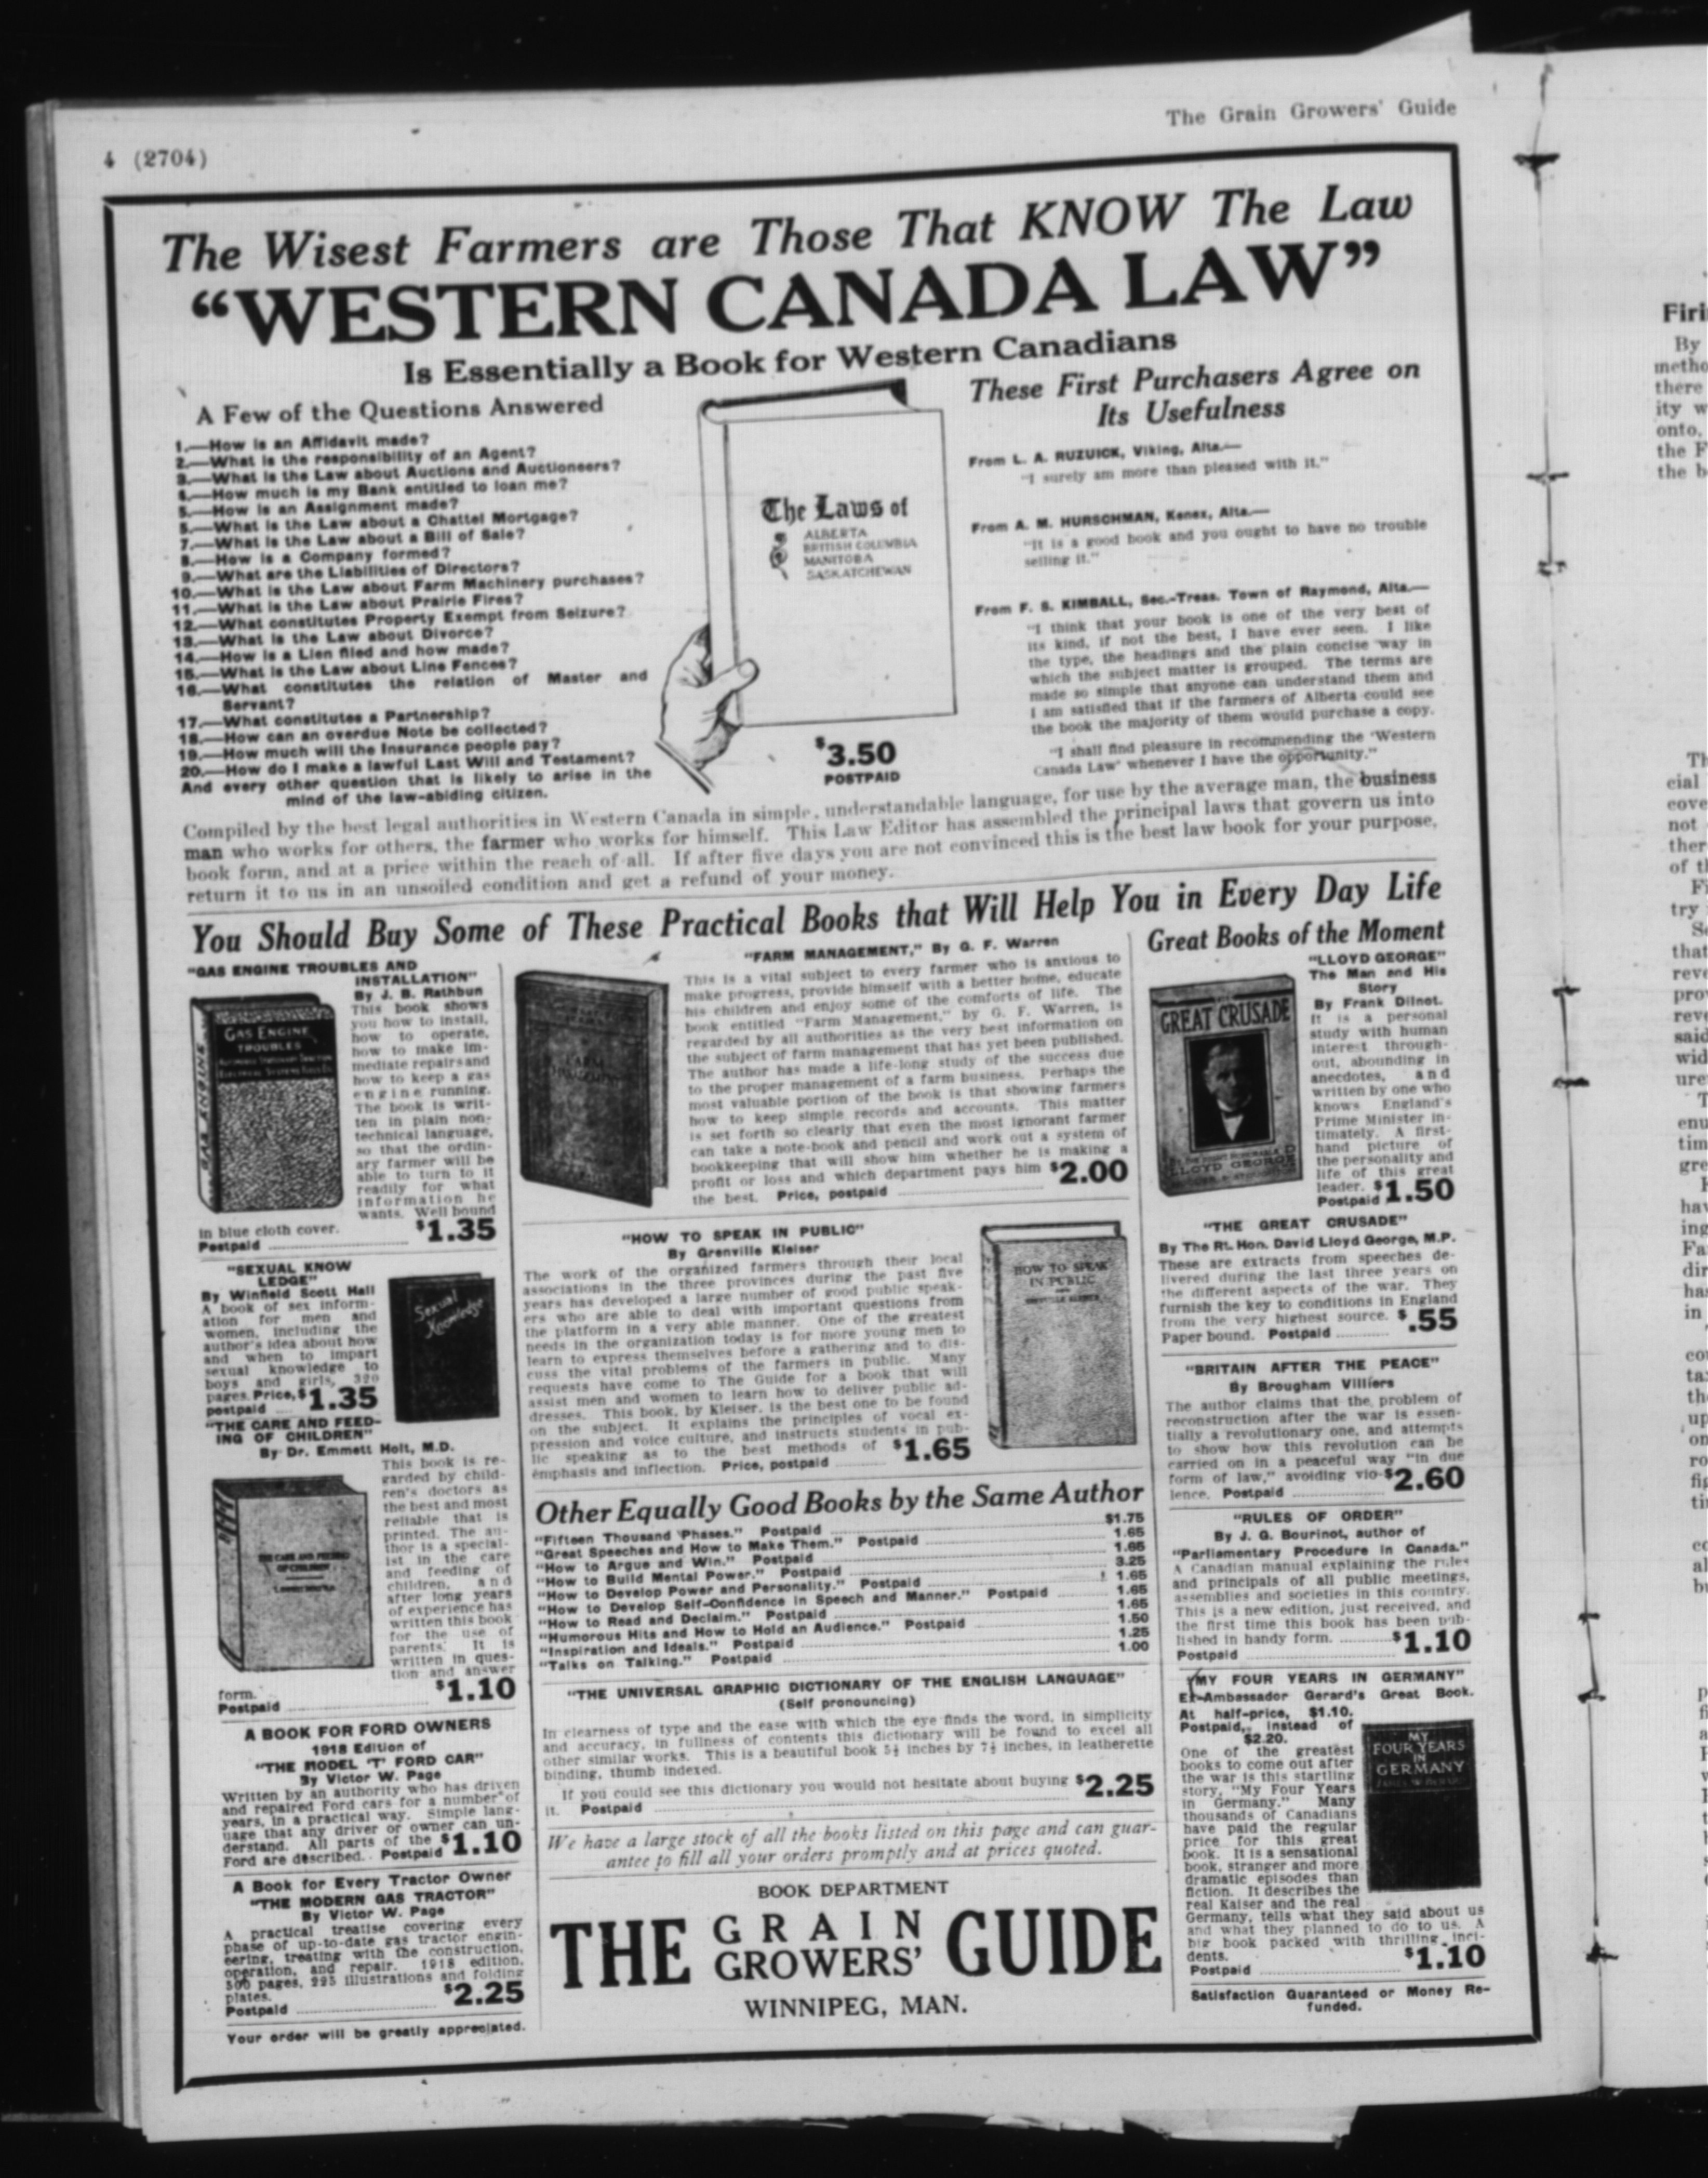 4 (2704)
The Grain Growers' Guide
The Wisest Farmers are Those That KNOW The Law
"WESTERN CANADA LAW"
Is Essentially a Book for Western Canadians
A Few of the Questions Answered
1.—How is an Affidavit made?
2.—What is the responsibility of an Agent?
3.—What is the Law about Auctions and Auctioneers?
4.—How much is my Bank entitled to loan me?
5.—How is an Assignment made?
6.—What is the Law about a Chattel Mortgage?
7.—What is the Law about a Bill of Sale?
8.—How is a Company formed?
9.—What are the Liabilities of Directors?
10.—What is the Law about Farm Machinery purchases?
11.—What is the Law about Prairie Fires?
12.—What constitutes Property Exempt from Seizure?
13.—What is the Law about Divorce?
14.—How is a Lien filed and how made?
15.—What is the Law about Line Fences?
16.—What constitutes the relation of Master and
Servant?
17.—What constitutes a Partnership?
18.—How can an overdue Note be collected?
19.—How much will the Insurance people pay?
20.—How do I make a lawful Last Will and Testament?
And every other question that is likely to arise in the
mind of the law-abiding citizen.
The Laws of
ALBERTA
BRITISH COLUMBIA
MANITOBA
SASKATCHEWAN
$3.50
POSTPAID
These First Purchasers Agree on
Its Usefulness
From L. A. RUZUICK, Viking, Alta.—
"I surely am more than pleased with it."
From A. M. HURSCHMAN, Kenex, Alta.—
"It is a good book and you ought to have no trouble
selling it."
From F. S. KIMBALL, Sec.-Treas. Town of Raymond, Alta.—
"I think that your book is one of the very best of
its kind, if not the best, I have ever seen. I like
the type, the headings and the plain concise way in
which the subject matter is grouped. The terms are
made so simple that anyone can understand them and
I am satisfied that if the farmers of Alberta could see
the book the majority of them would purchase a copy.
"I shall find pleasure in recommending the 'Western
Canada Law' whenever I have the opportunity."
Compiled by the best legal authorities in Western Canada in simple, understandable language, for use by the average man, the business
man who works for others, the farmer who works for himself. This Law Editor has assembled the principal laws that govern us into
book form, and at a price within the reach of all. If after five days you are not convinced this is the best law book for your purpose,
return it to us in an unsoiled condition and get a refund of your money.
You Should Buy Some of These Practical Books that Will Help You in Every Day Life
"GAS ENGINE TROUBLES AND
INSTALLATION"
By J. B. Rathbun
This book shows
you how to install,
how to operate,
how to make im-
mediate repairs and
how to keep a gas
engine running.
The book is writ-
ten in plain non-
technical language,
so that the ordin-
ary farmer will be
able to turn to it
readily for what
information he
wants. Well bound
in blue cloth cover.
Postpaid $1.35
GAS ENGINE
TROUBLES
GAS ENGINE
"SEXUAL KNOW
LEDGE"
By Winfield Scott Hall
A book of sex inform-
ation for men and
women, including the
author's idea about how
and when to impart
sexual knowledge to
boys and girls, 320
pages. Price, $1.35
postpaid
Sexual
Knowledge
"THE CARE AND FEED-
ING OF CHILDREN"
By Dr. Emmett Holt, M.D.
This book is re-
garded by child-
ren's doctors as
the best and most
reliable that is
printed. The au-
thor is a special-
ist in the care
and feeding of
children, and
after long years
of experience has
written this book
for the use of
parents. It is
written in ques-
tion and answer
form.
Postpaid $1.10
THE CARE AND FEEDING
OF CHILDREN
A BOOK FOR FORD OWNERS
1918 Edition of
"THE MODEL 'T' FORD CAR"
By Victor W. Page
Written by an authority who has driven
and repaired Ford cars for a number of
years, in a practical way. Simple lang-
uage that any driver or owner can un-
derstand. All parts of the $1.10
Ford are described. Postpaid
A Book for Every Tractor Owner
"THE MODERN GAS TRACTOR"
By Victor W. Page
A practical treatise covering every
phase of up-to-date gas tractor engin-
eering, treating with the construction,
operation, and repair. 1918 edition,
500 pages, 225 illustrations and folding
plates.
Postpaid $2.25
Your order will be greatly appreciated.
"FARM MANAGEMENT," By G. F. Warren
This is a vital subject to every farmer who is anxious to
make progress, provide himself with a better home, educate
his children and enjoy some of the comforts of life. The
book entitled "Farm Management," by G. F. Warren, is
regarded by all authorities as the very best information on
the subject of farm management that has yet been published.
The author has made a life-long study of the success due
to the proper management of a farm business. Perhaps the
most valuable portion of the book is that showing farmers
how to keep simple records and accounts. This matter
is set forth so clearly that even the most ignorant farmer
can take a note-book and pencil and work out a system of
bookkeeping that will show him whether he is making a
profit or loss and which department pays him $2.00
the best. Price, postpaid
"HOW TO SPEAK IN PUBLIC"
By Grenville Kleiser
The work of the organized farmers through their local
associations in the three provinces during the past five
years has developed a large number of good public speak-
ers who are able to deal with important questions from
the platform in a very able manner. One of the greatest
needs in the organization today is for more young men to
learn to express themselves before a gathering and to dis-
cuss the vital problems of the farmers in public. Many
requests have come to The Guide for a book that will
assist men and women to learn how to deliver public ad-
dresses. This book, by Kleiser, is the best one to be found
on the subject. It explains the principles of vocal ex-
pression and voice culture, and instructs students in pub-
lic speaking as to the best methods of $1.65
emphasis and inflection. Price, postpaid
HOW TO SPEAK
IN PUBLIC
Other Equally Good Books by the Same Author
"Fifteen Thousand Phases." Postpaid $1.75
"Great Speeches and How to Make Them." Postpaid 1.65
"How to Argue and Win." Postpaid 1.65
"How to Build Mental Power." Postpaid 3.25
"How to Develop Power and Personality." Postpaid 1.65
"How to Develop Self-Confidence in Speech and Manner." Postpaid 1.65
"How to Read and Declaim." Postpaid 1.65
"Humorous Hits and How to Hold an Audience." Postpaid 1.50
"Inspiration and Ideals." Postpaid 1.25
"Talks on Talking." Postpaid 1.00
"THE UNIVERSAL GRAPHIC DICTIONARY OF THE ENGLISH LANGUAGE"
(Self pronouncing)
In clearness of type and the ease with which the eye finds the word, in simplicity
and accuracy, in fullness of contents this dictionary will be found to excel all
other similar works. This is a beautiful book 5½ inches by 7½ inches, in leatherette
binding, thumb indexed.
If you could see this dictionary you would not hesitate about buying $2.25
it. Postpaid
We have a large stock of all the books listed on this page and can guar-
antee to fill all your orders promptly and at prices quoted.
BOOK DEPARTMENT
THE GRAIN GROWERS' GUIDE
WINNIPEG, MAN.
Great Books of the Moment
"LLOYD GEORGE"
The Man and His
Story
By Frank Dilnot.
It is a personal
study with human
interest through-
out, abounding in
anecdotes, and
written by one who
knows England's
Prime Minister in-
timately. A first-
hand picture of
the personality and
life of this great
leader. $1.50
Postpaid
GREAT CRUSADE
LLOYD GEORGE
"THE GREAT CRUSADE"
By The Rt. Hon. David Lloyd George, M.P.
These are extracts from speeches de-
livered during the last three years on
the different aspects of the war. They
furnish the key to conditions in England
from the very highest source. $.55
Paper bound. Postpaid
"BRITAIN AFTER THE PEACE"
By Brougham Villiers
The author claims that the problem of
reconstruction after the war is essen-
tially a revolutionary one, and attempts
to show how this revolution can be
carried on in a peaceful way "in due
form of law," avoiding vio- $2.60
lence. Postpaid
"RULES OF ORDER"
By J. G. Bourinot, author of
"Parliamentary Procedure in Canada."
A Canadian manual explaining the rules
and principals of all public meetings,
assemblies and societies in this country.
This is a new edition, just received, and
the first time this book has been pub-
lished in handy form. $1.10
Postpaid
"MY FOUR YEARS IN GERMANY"
Ex-Ambassador Gerard's Great Book.
At half-price, $1.10.
Postpaid, instead of
$2.20.
One of the greatest
books to come out after
the war is this startling
story, "My Four Years
in Germany." Many
thousands of Canadians
have paid the regular
price for this great
book. It is a sensational
book, stranger and more
dramatic episodes than
fiction. It describes the
real Kaiser and the real
Germany, tells what they said about us
and what they planned to do to us. A
big book packed with thrilling inci-
dents.
Postpaid $1.10
MY
FOUR YEARS
IN
GERMANY
Satisfaction Guaranteed or Money Re-
funded.